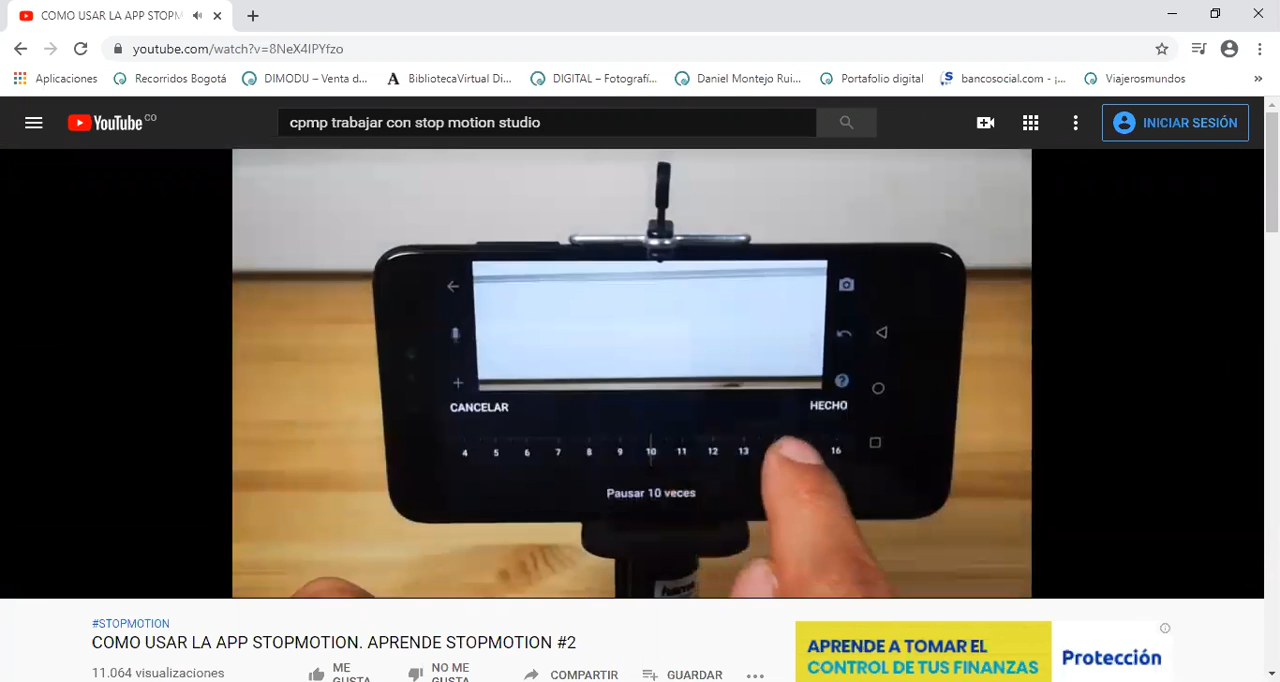 COMO USAR LA APP STOPM
youtube.com/watch?v=8NeX4IPYfzo
Aplicaciones
Recorridos Bogotá
DIMODU – Venta d...
BibliotecaVirtual Di...
DIGITAL – Fotografí...
Daniel Montejo Rui...
Portafolio digital
bancosocial.com - ¡...
Viajerosmundos
»
YouTube CO
cpmp trabajar con stop motion studio
INICIAR SESIÓN
CANCELAR
HECHO
4 5 6 7 8 9 10 11 12 13 16
Pausar 10 veces
#STOPMOTION
COMO USAR LA APP STOPMOTION. APRENDE STOPMOTION #2
11.064 visualizaciones
ME GUSTA
NO ME GUSTA
COMPARTIR
GUARDAR
APRENDE A TOMAR EL
CONTROL DE TUS FINANZAS
Protección